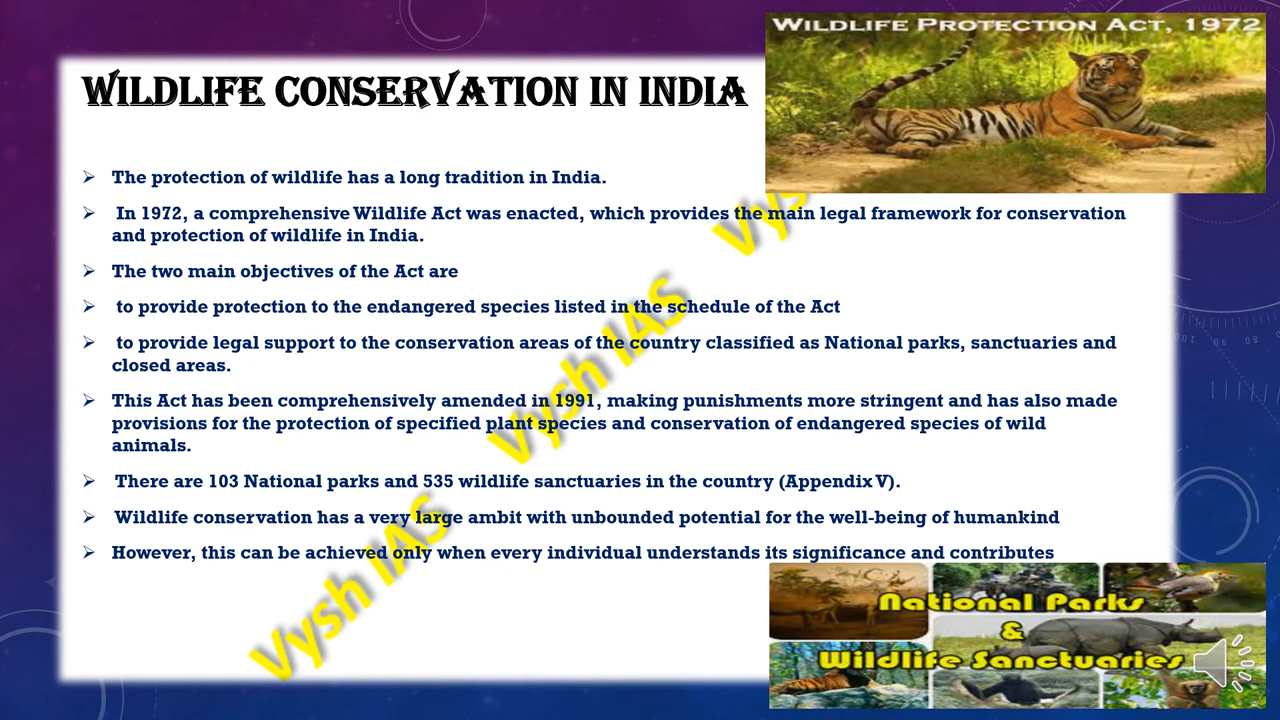 Wildlife Protection Act, 1972
WILDLIFE CONSERVATION IN INDIA
The protection of wildlife has a long tradition in India.
In 1972, a comprehensive Wildlife Act was enacted, which provides the main legal framework for conservation
and protection of wildlife in India.
The two main objectives of the Act are
to provide protection to the endangered species listed in the schedule of the Act
to provide legal support to the conservation areas of the country classified as National parks, sanctuaries and
closed areas.
This Act has been comprehensively amended in 1991, making punishments more stringent and has also made
provisions for the protection of specified plant species and conservation of endangered species of wild
animals.
There are 103 National parks and 535 wildlife sanctuaries in the country (Appendix V).
Wildlife conservation has a very large ambit with unbounded potential for the well-being of humankind
However, this can be achieved only when every individual understands its significance and contributes
Vysh
Vysh IAS
Vysh IAS
National Parks
&
Wildlife Sanctuaries
100 90 80